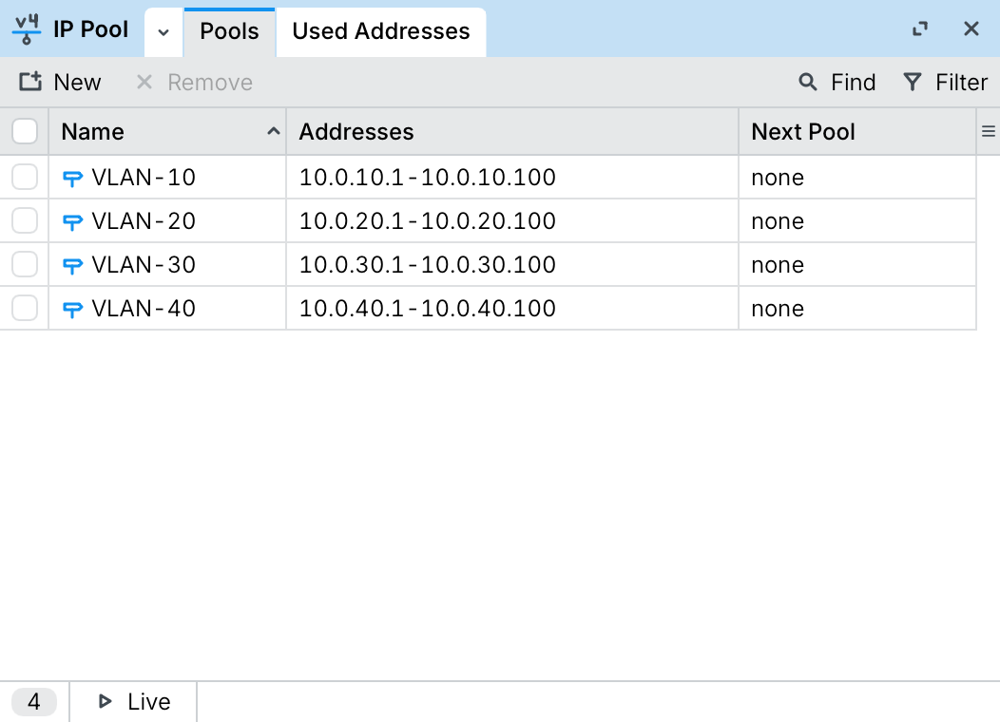 v4 IP Pool Pools Used Addresses
New Remove Find Filter
Name Addresses Next Pool
VLAN-10 10.0.10.1-10.0.10.100 none
VLAN-20 10.0.20.1-10.0.20.100 none
VLAN-30 10.0.30.1-10.0.30.100 none
VLAN-40 10.0.40.1-10.0.40.100 none
4 Live